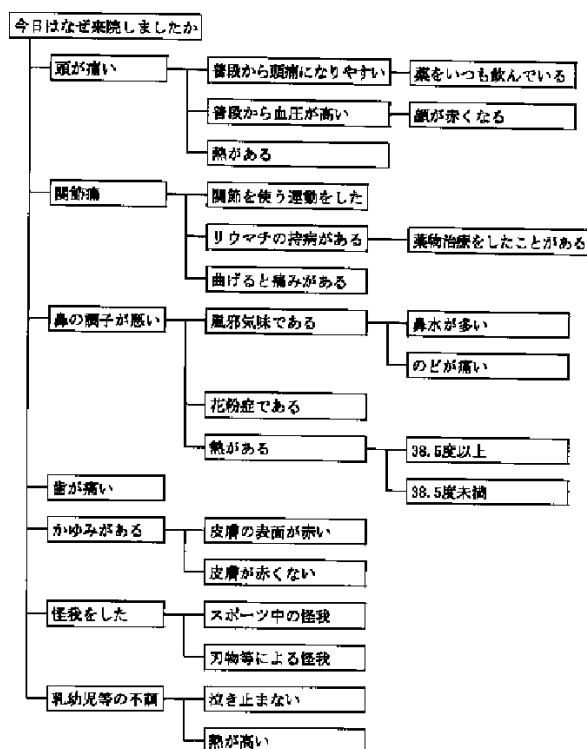 今日はなぜ来院しましたか
頭が痛い
普段から頭痛になりやすい
薬をいつも飲んでいる
普段から血圧が高い
顔が赤くなる
熱がある
関節痛
関節を使う運動をした
リウマチの持病がある
薬物治療をしたことがある
曲げると痛みがある
鼻の調子が悪い
風邪気味である
鼻水が多い
のどが痛い
花粉症である
熱がある
38.5度以上
38.5度未満
歯が痛い
かゆみがある
皮膚の表面が赤い
皮膚が赤くない
怪我をした
スポーツ中の怪我
刃物等による怪我
乳幼児等の不調
泣き止まない
熱が高い